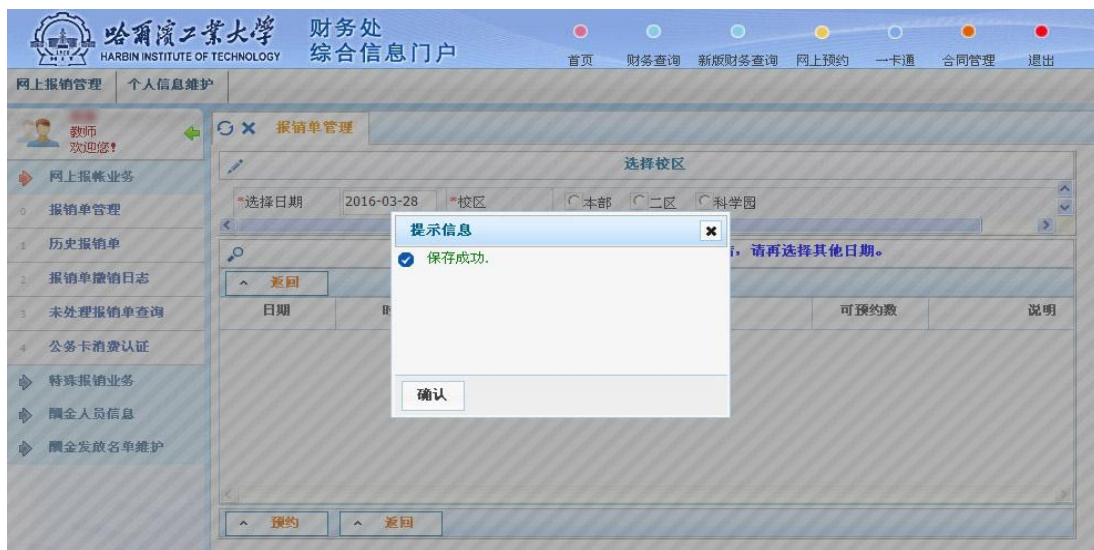 哈爾濱工業大學
HARBIN INSTITUTE OF TECHNOLOGY
财务处
综合信息门户
首页 财务查询 新版财务查询 网上预约 一卡通 合同管理 退出
网上报销管理 个人信息维护
教师
欢迎您!
报销单管理
网上报帐业务
0 报销单管理
1 历史报销单
2 报销单撤销日志
3 未处理报销单查询
4 公务卡消费认证
特殊报销业务
酬金人员信息
酬金发放名单维护
选择校区
*选择日期 2016-03-28 *校区 本部 二区 科学园
,请再选择其他日期。
返回
日期 可预约数 说明
提示信息
保存成功.
确认
预约 返回